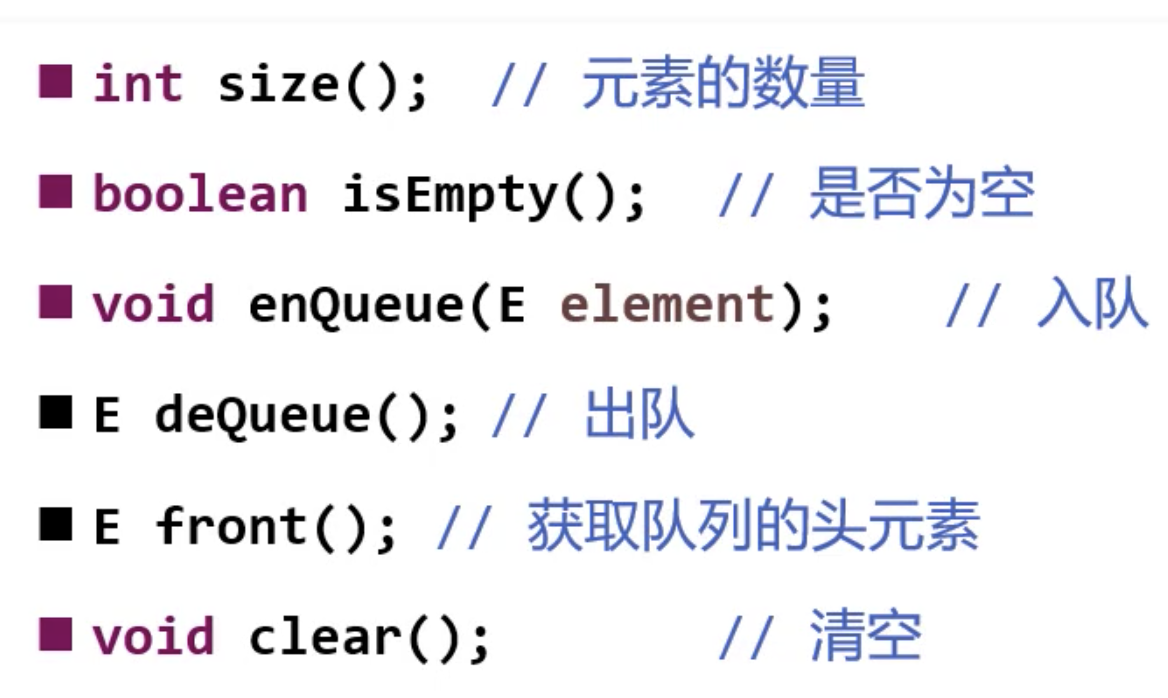 int size(); // 元素的数量
boolean isEmpty(); // 是否为空
void enQueue(E element); // 入队
E deQueue(); // 出队
E front(); // 获取队列的头元素
void clear(); // 清空